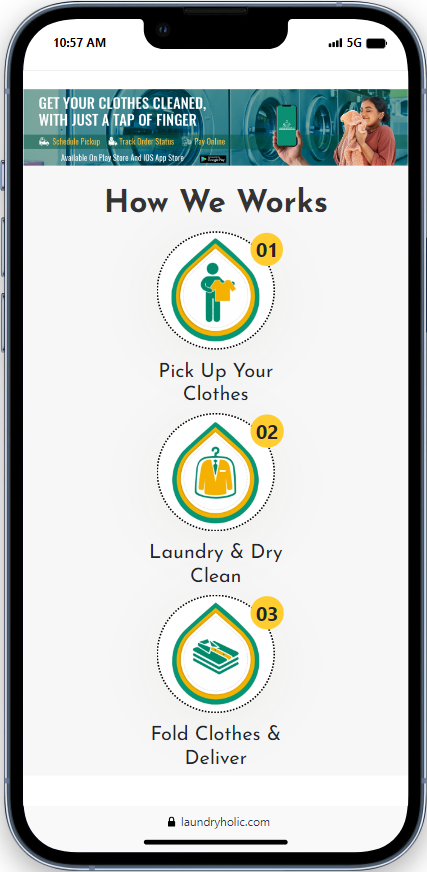 10:57 AM
5G
GET YOUR CLOTHES CLEANED,
WITH JUST A TAP OF FINGER
Schedule Pickup Track Order Status Pay Online
Available On Play Store And IOS App Store
How We Works
01
Pick Up Your
Clothes
02
Laundry & Dry
Clean
03
Fold Clothes &
Deliver
laundryholic.com